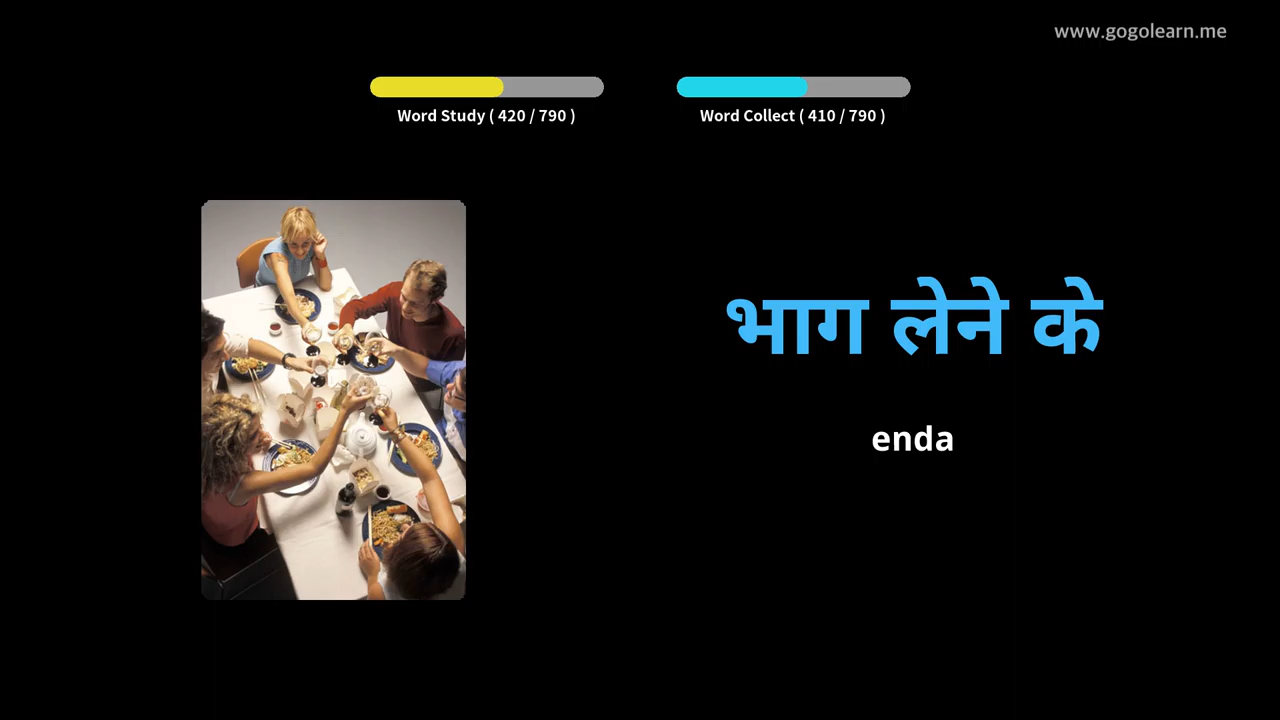 www.gogolearn.me
Word Study ( 420 / 790 )
Word Collect ( 410 / 790 )
भाग लेने के
enda